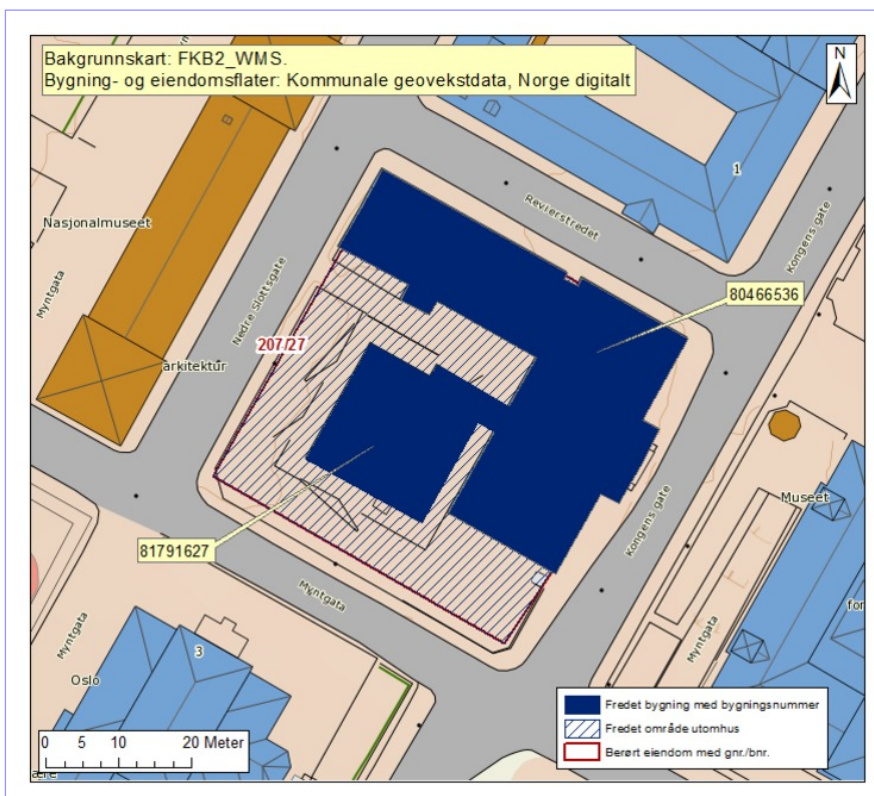 Bakgrunnskart: FKB2_WMS.
Bygning- og eiendomsflater: Kommunale geovekstdata, Norge digitalt
N
1
Revierstredet
Kongens gate
Nasjonalmuseet
Myntgata
Nedre Slottsgate
80466536
207/27
arkitektur
Museet
Kongens gate
81791627
Myntgata
Myntgata
Myntgata
for
3
Oslo
Fredet bygning med bygningsnummer
Fredet område utomhus
Berørt eiendom med gnr./bnr.
0 5 10 20 Meter